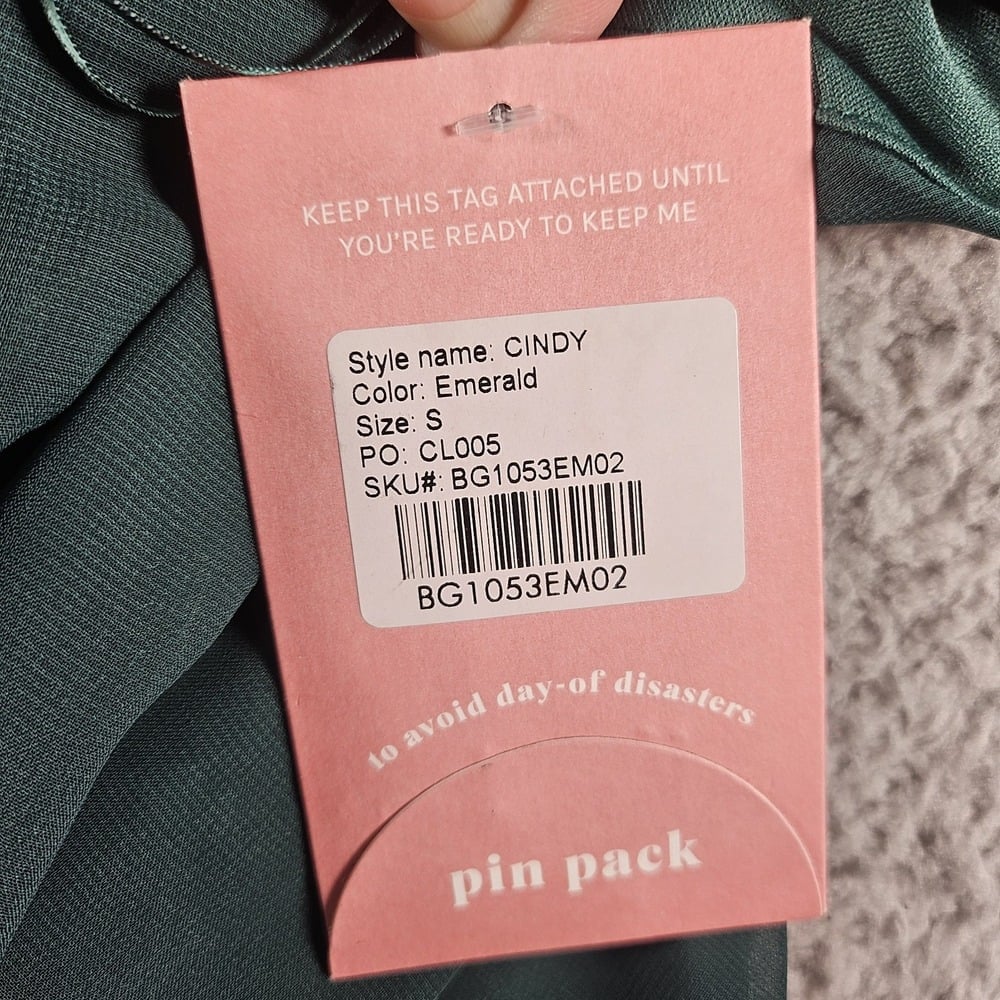 KEEP THIS TAG ATTACHED UNTIL
YOU'RE READY TO KEEP ME
Style name: CINDY
Color: Emerald
Size: S
PO: CL005
SKU#: BG1053EM02
BG1053EM02
to avoid day-of disasters
pin pack